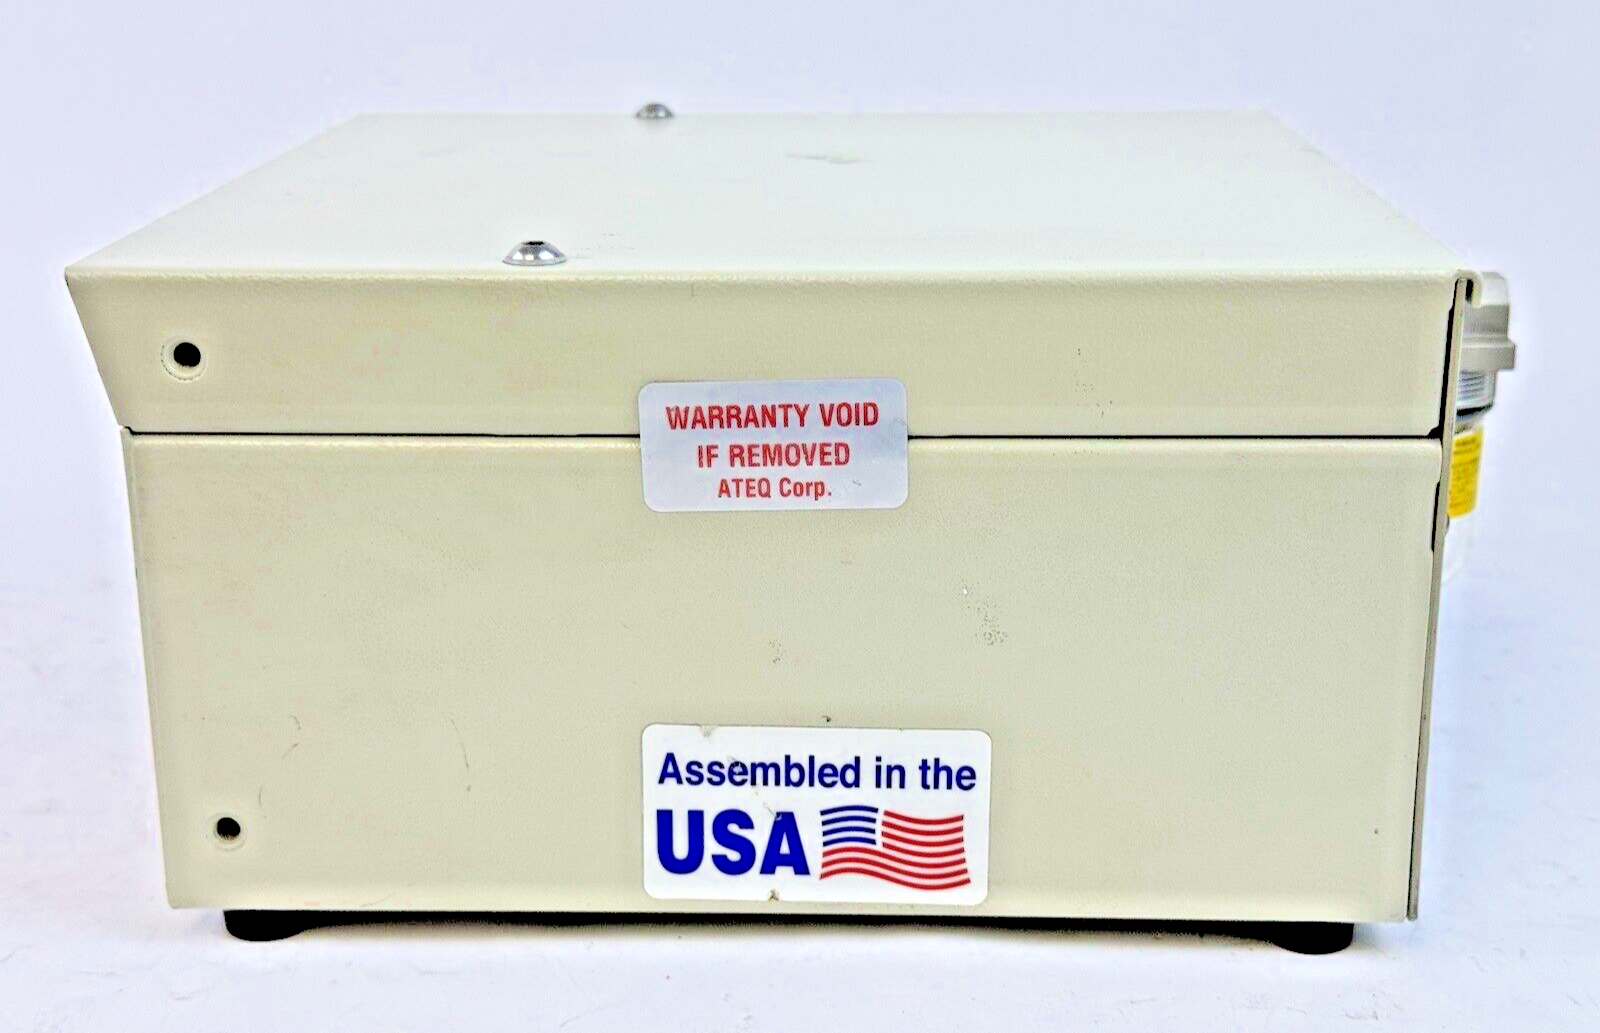 WARRANTY VOID
IF REMOVED
ATEQ Corp.
Assembled in the
USA